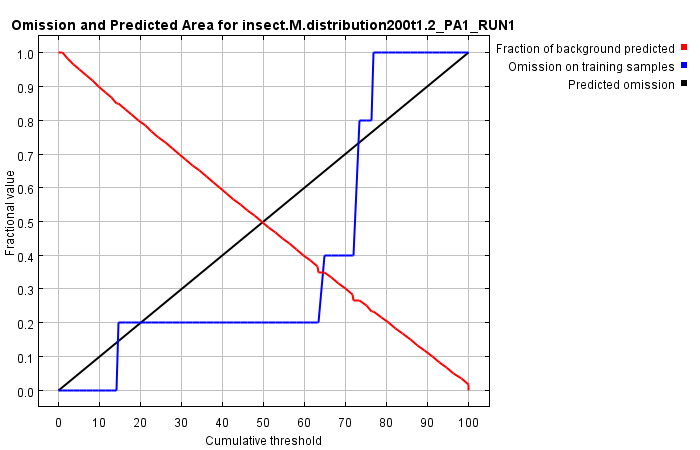 Omission and Predicted Area for insect.M.distribution200t1.2_PA1_RUN1
Fraction of background predicted
Omission on training samples
Predicted omission
Fractional value
1.0
0.9
0.8
0.7
0.6
0.5
0.4
0.3
0.2
0.1
0.0
0 10 20 30 40 50 60 70 80 90 100
Cumulative threshold